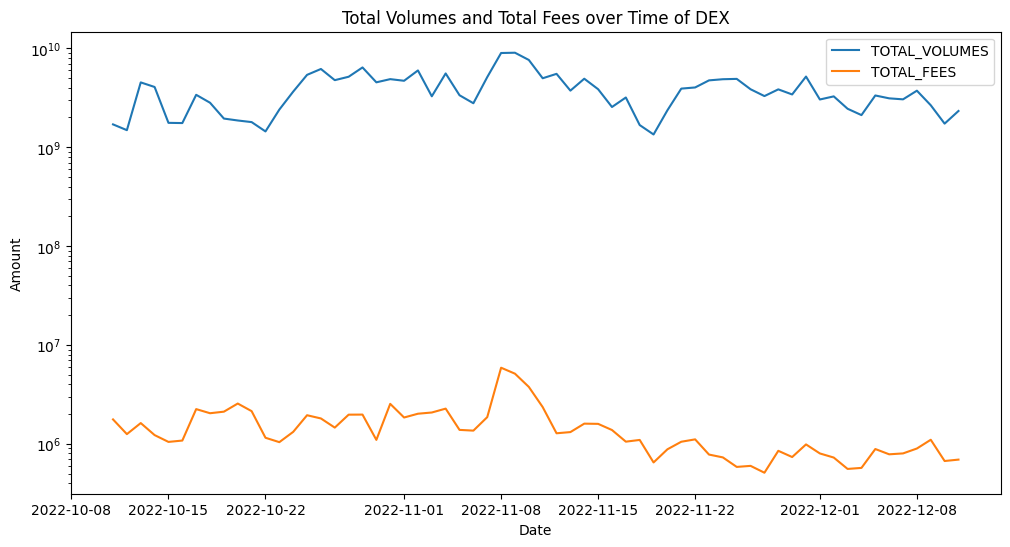 Total Volumes and Total Fees over Time of DEX
TOTAL_VOLUMES
TOTAL_FEES
10^10
10^9
10^8
10^7
10^6
Amount
2022-10-08 2022-10-15 2022-10-22 2022-11-01 2022-11-08 2022-11-15 2022-11-22 2022-12-01 2022-12-08
Date